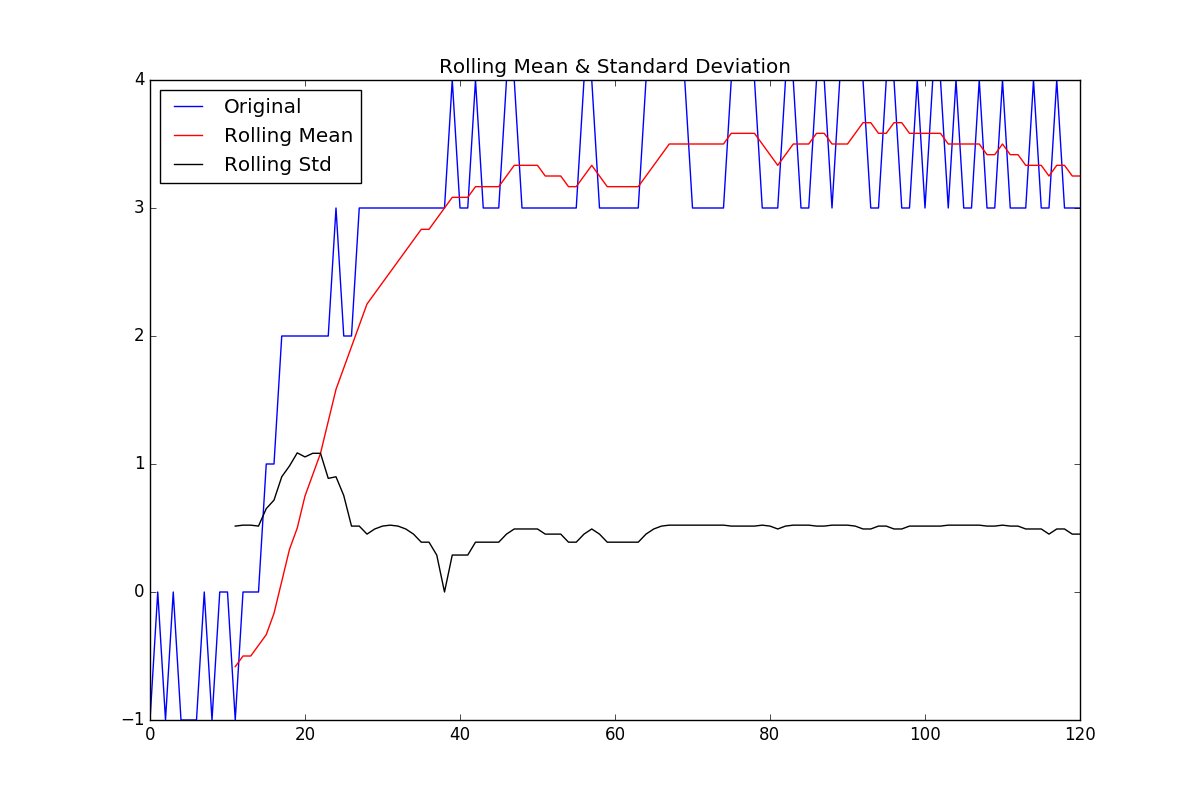 Rolling Mean & Standard Deviation
Original
Rolling Mean
Rolling Std
4
3
2
1
0
−1
0 20 40 60 80 100 120